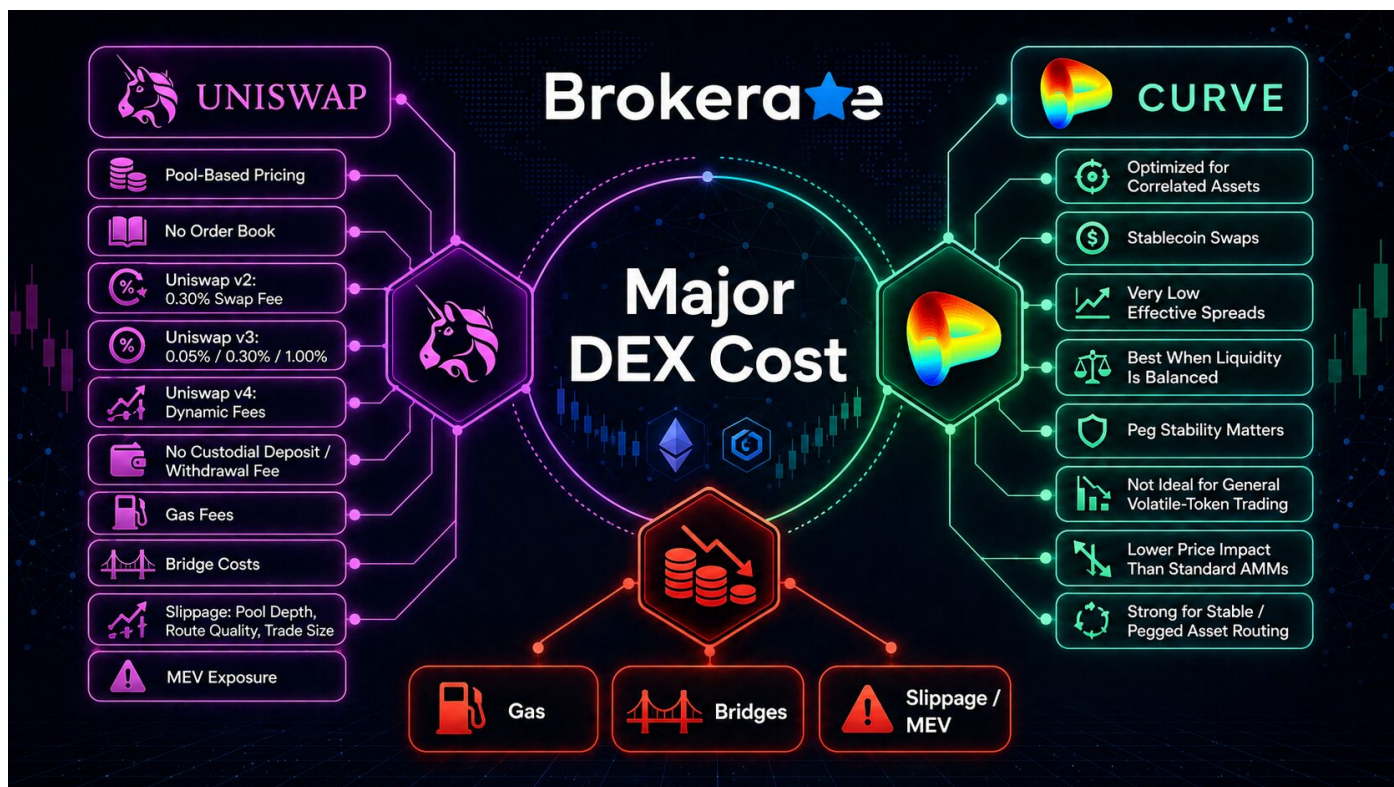 UNISWAP
Pool-Based Pricing
No Order Book
Uniswap v2:
0.30% Swap Fee
Uniswap v3:
0.05% / 0.30% / 1.00%
Uniswap v4:
Dynamic Fees
No Custodial Deposit /
Withdrawal Fee
Gas Fees
Bridge Costs
Slippage: Pool Depth,
Route Quality, Trade Size
MEV Exposure
Brokera★e
Major
DEX Cost
Gas
Bridges
Slippage /
MEV
CURVE
Optimized for
Correlated Assets
Stablecoin Swaps
Very Low
Effective Spreads
Best When Liquidity
Is Balanced
Peg Stability Matters
Not Ideal for General
Volatile-Token Trading
Lower Price Impact
Than Standard AMMs
Strong for Stable /
Pegged Asset Routing